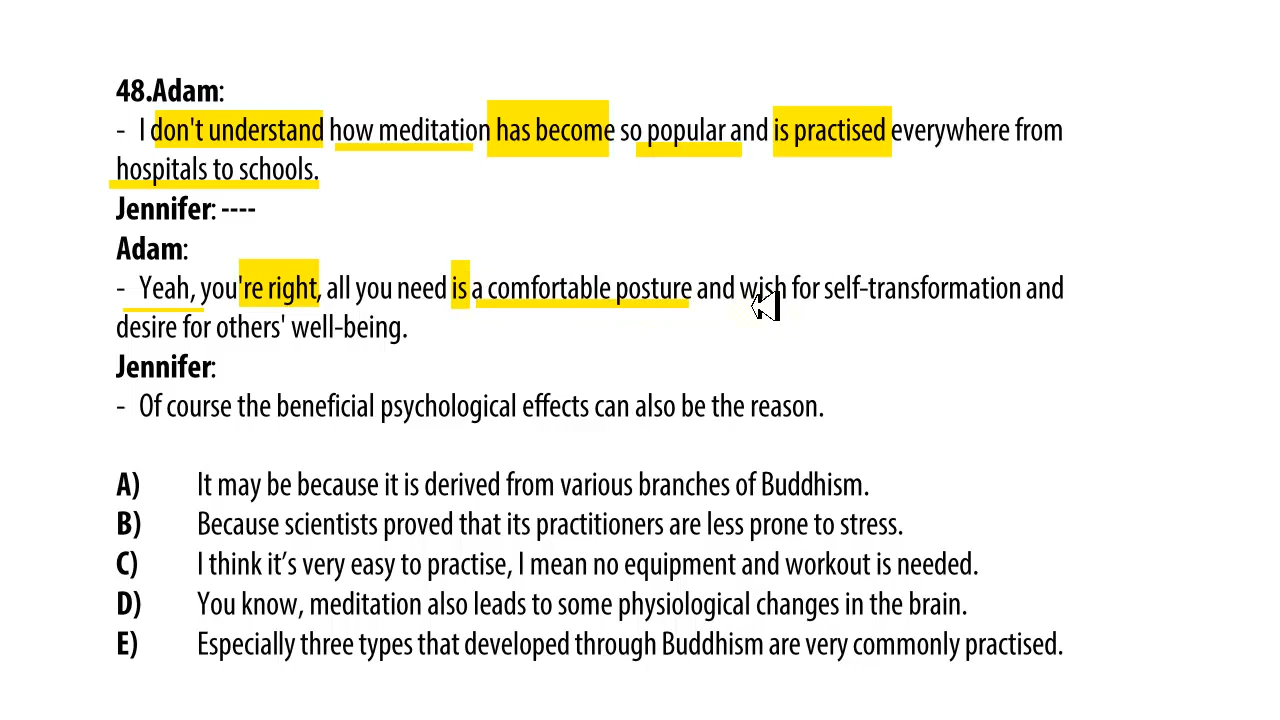 48.Adam:
- I don't understand how meditation has become so popular and is practised everywhere from
hospitals to schools.
Jennifer: ----
Adam:
- Yeah, you're right, all you need is a comfortable posture and wish for self-transformation and
desire for others' well-being.
Jennifer:
- Of course the beneficial psychological effects can also be the reason.
A) It may be because it is derived from various branches of Buddhism.
B) Because scientists proved that its practitioners are less prone to stress.
C) I think it’s very easy to practise, I mean no equipment and workout is needed.
D) You know, meditation also leads to some physiological changes in the brain.
E) Especially three types that developed through Buddhism are very commonly practised.